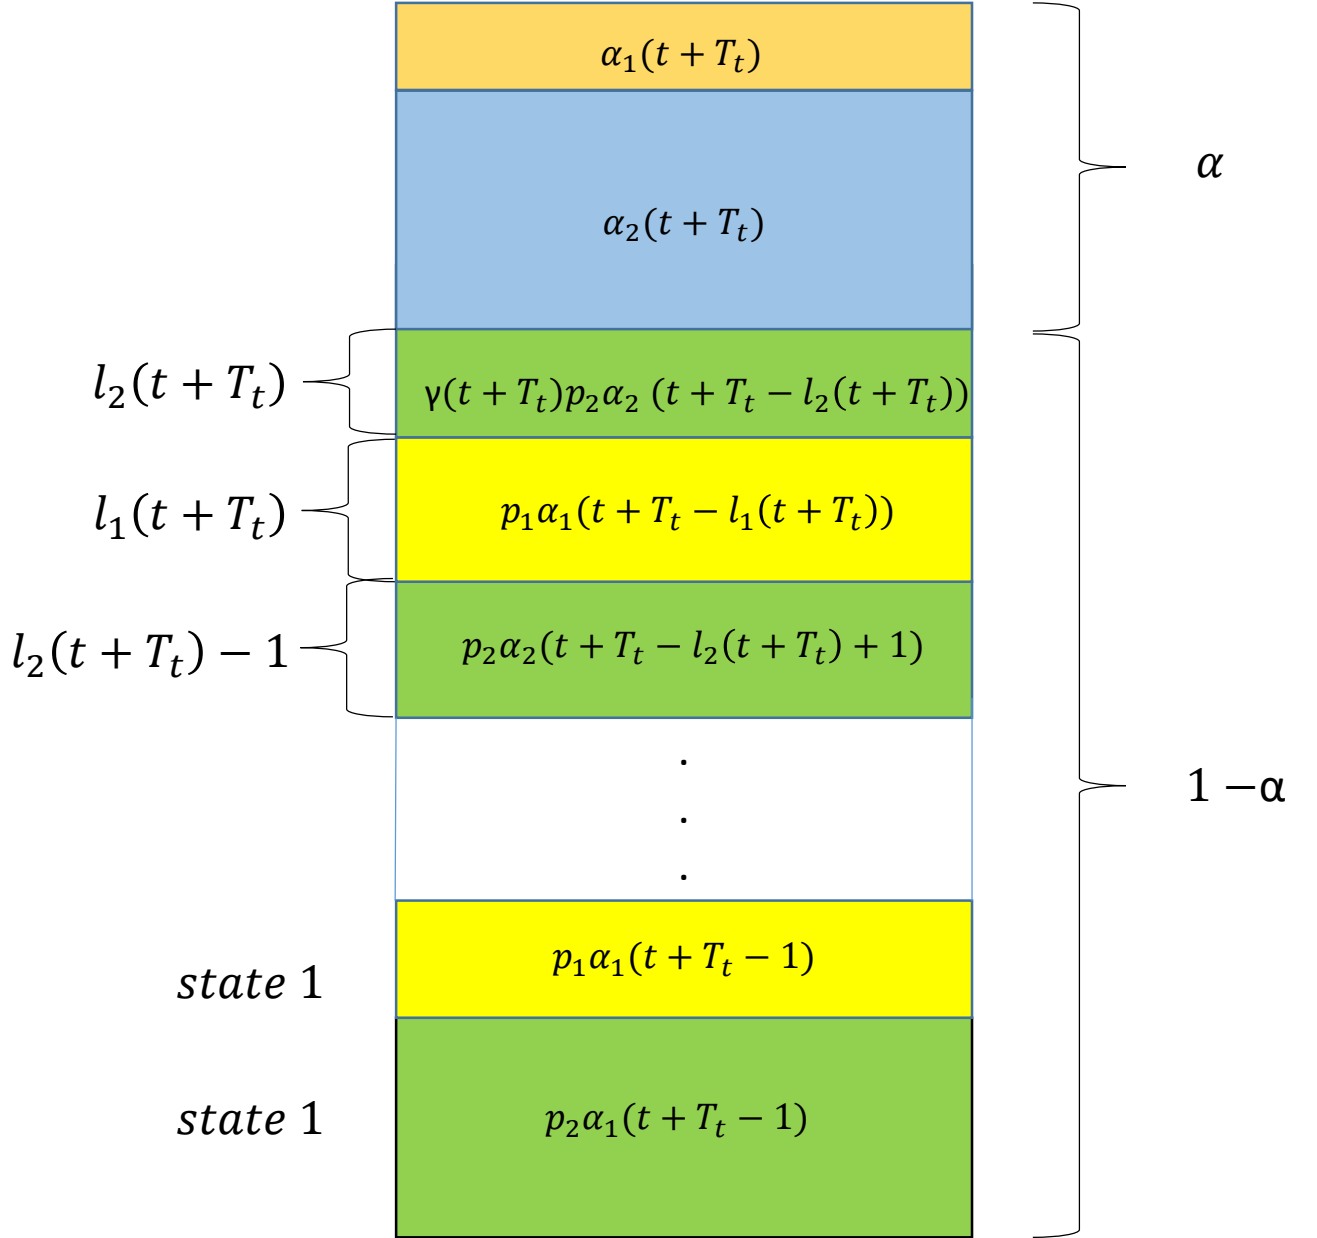 α₁(t + Tₜ)
α
α₂(t + Tₜ)
l₂(t + Tₜ)
γ(t + Tₜ)p₂α₂ (t + Tₜ − l₂(t + Tₜ))
l₁(t + Tₜ)
p₁α₁(t + Tₜ − l₁(t + Tₜ))
l₂(t + Tₜ) − 1
p₂α₂(t + Tₜ − l₂(t + Tₜ) + 1)
.
1 −α
.
.
state 1
p₁α₁(t + Tₜ − 1)
state 1
p₂α₁(t + Tₜ − 1)